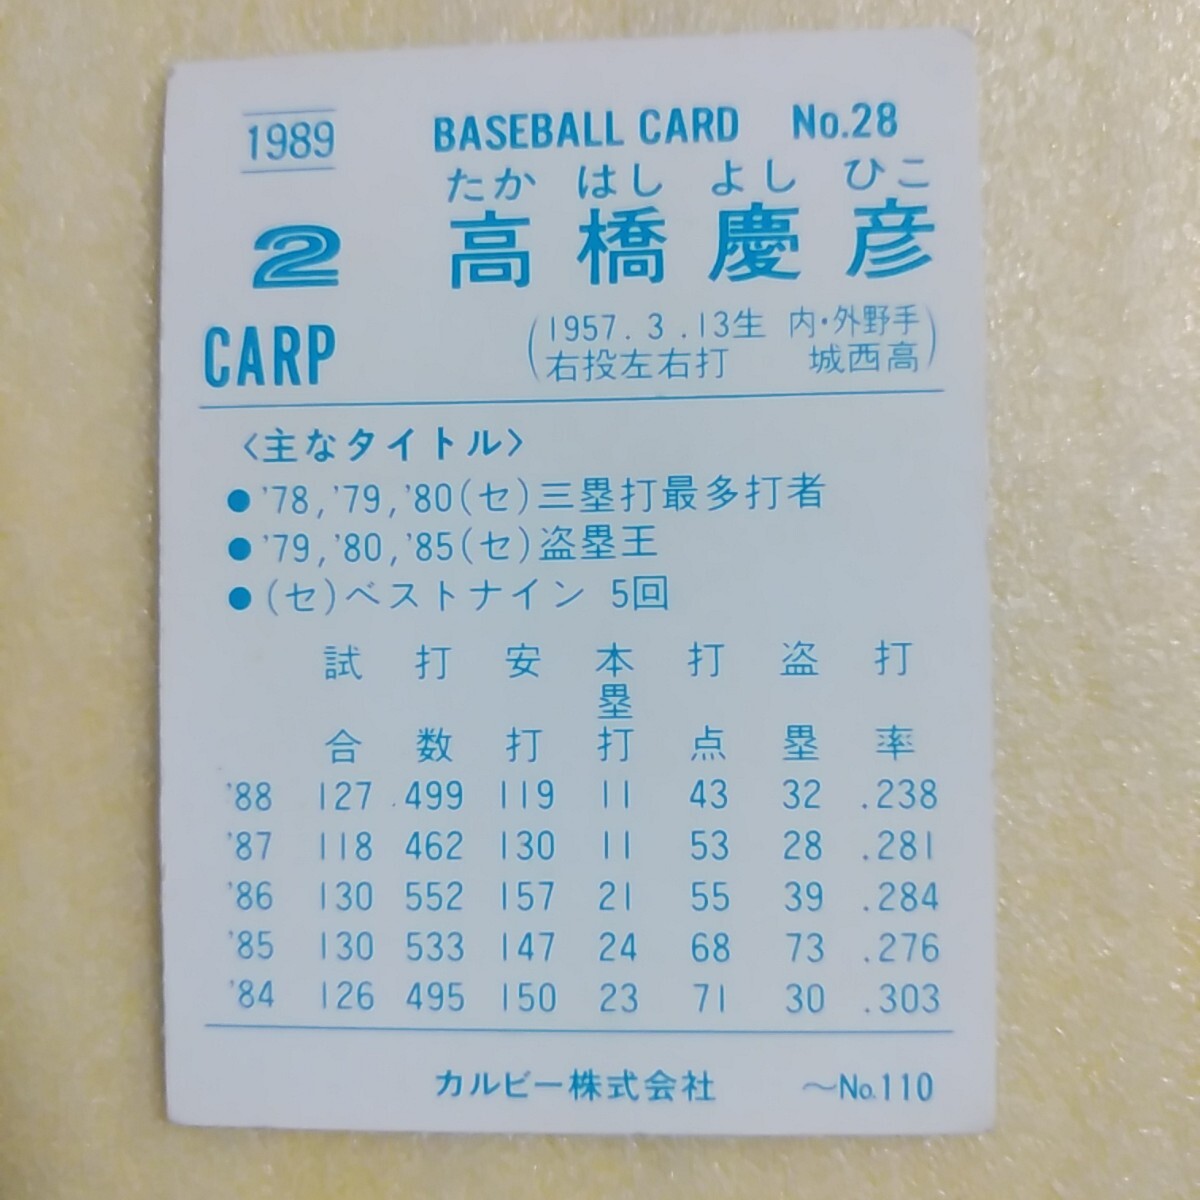 1989 BASEBALL CARD No.28
たか はし よし ひこ
2 高橋慶彦
CARP
(1957.3.13生 内・外野手
右投左右打 城西高)
〈主なタイトル〉
●'78,'79,'80(セ)三塁打最多打者
●'79,'80,'85(セ)盗塁王
●(セ)ベストナイン 5回
試合 打数 安打 本塁打 打点 盗塁 打率
'88 127 499 119 11 43 32 .238
'87 118 462 130 11 53 28 .281
'86 130 552 157 21 55 39 .284
'85 130 533 147 24 68 73 .276
'84 126 495 150 23 71 30 .303
カルビー株式会社 〜No.110